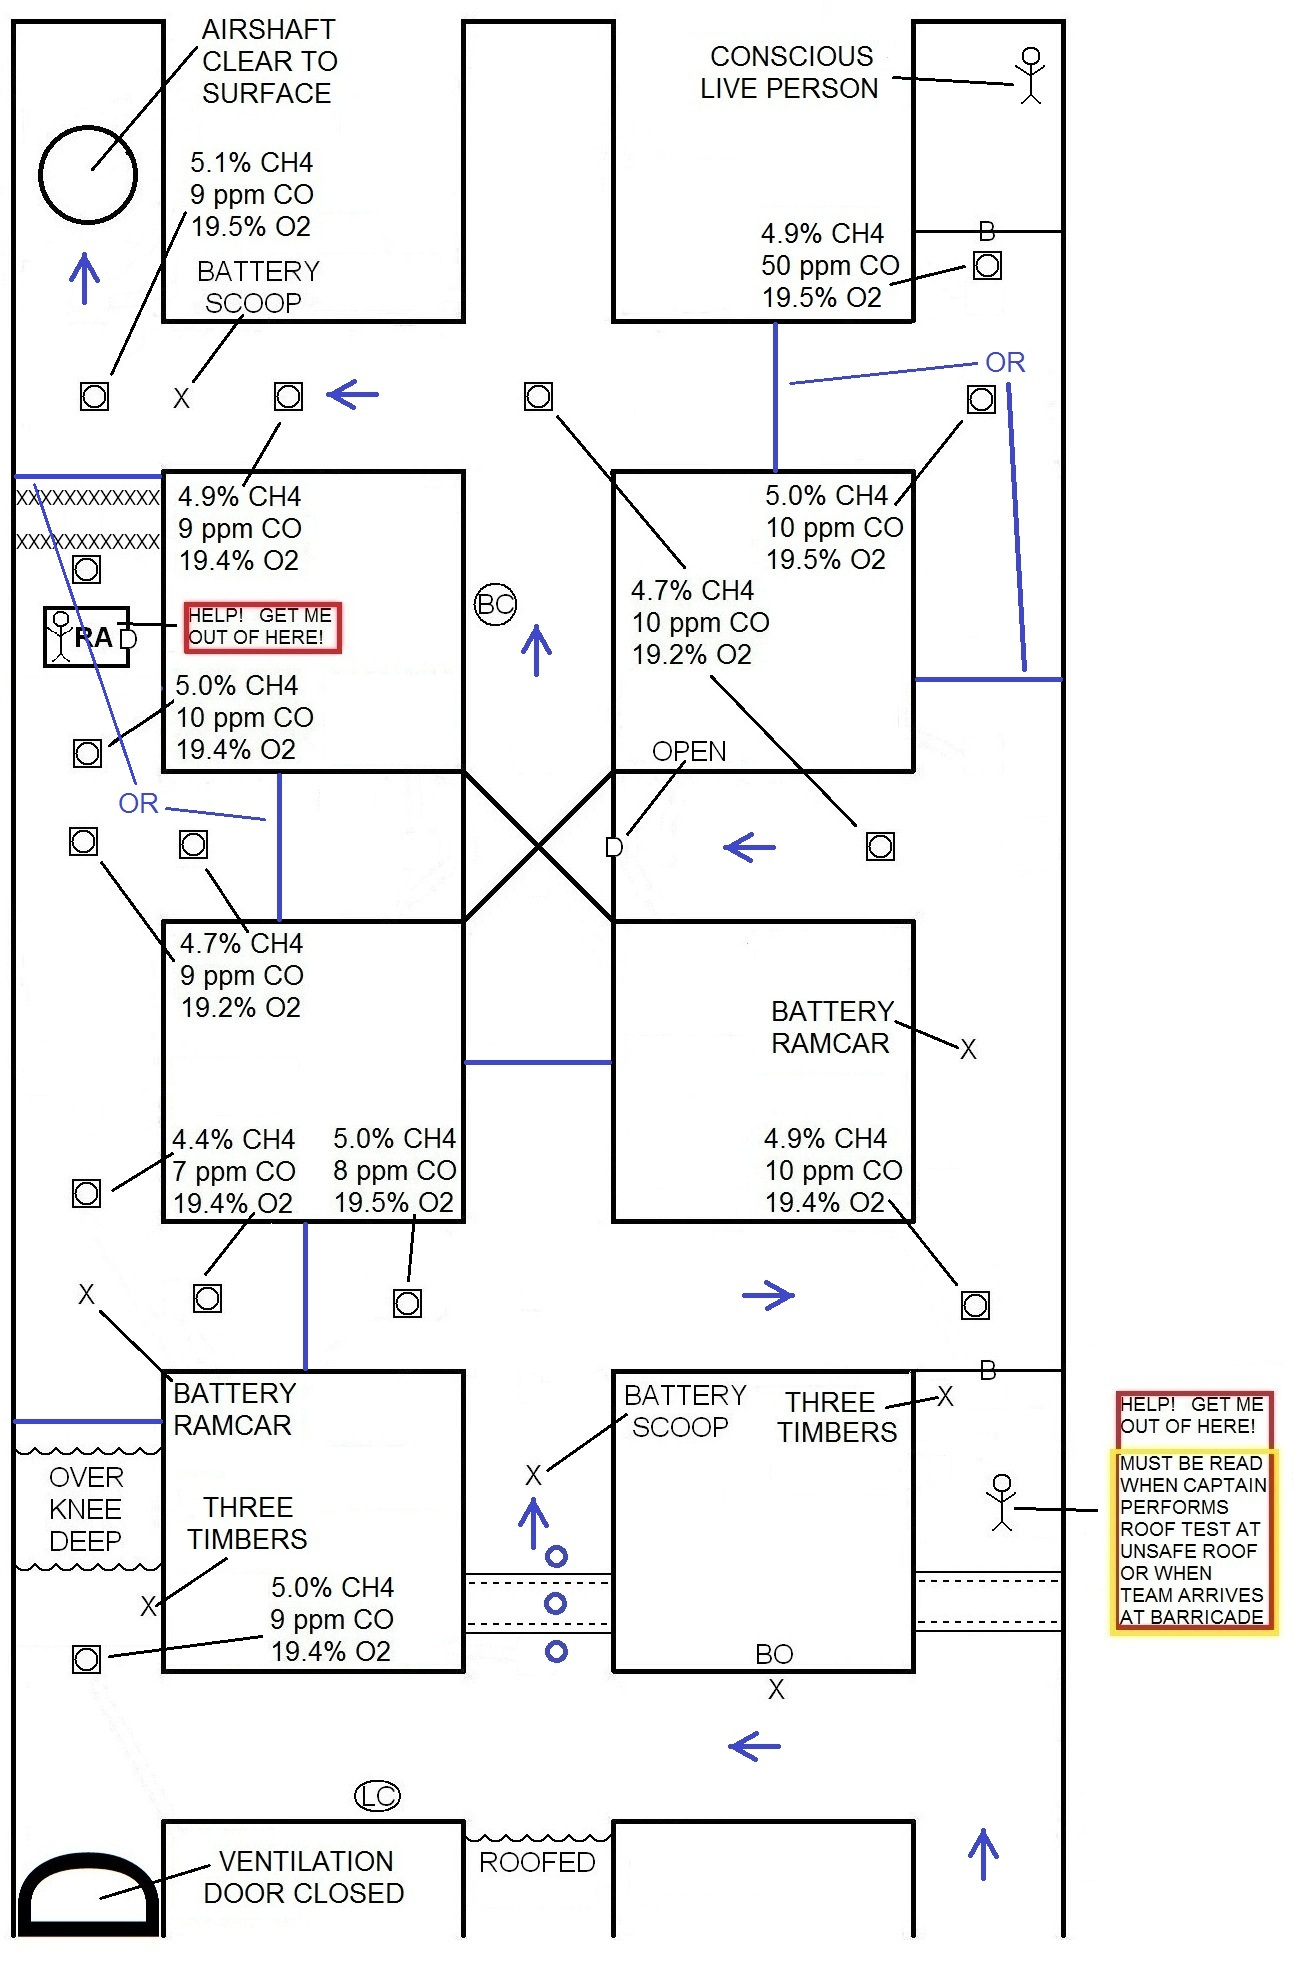 AIRSHAFT
CLEAR TO
SURFACE
CONSCIOUS
LIVE PERSON
5.1% CH4
9 ppm CO
19.5% O2
B
4.9% CH4
50 ppm CO
19.5% O2
BATTERY
SCOOP
OR
X
XXXXXXXXXXXX
XXXXXXXXXXXX
4.9% CH4
9 ppm CO
19.4% O2
5.0% CH4
10 ppm CO
19.5% O2
4.7% CH4
10 ppm CO
19.2% O2
BC
HELP! GET ME
OUT OF HERE!
RA
D
5.0% CH4
10 ppm CO
19.4% O2
OPEN
OR
D
4.7% CH4
9 ppm CO
19.2% O2
BATTERY
RAMCAR
X
4.4% CH4
7 ppm CO
19.4% O2
5.0% CH4
8 ppm CO
19.5% O2
4.9% CH4
10 ppm CO
19.4% O2
X
B
BATTERY
RAMCAR
BATTERY
SCOOP
THREE
TIMBERS
X
HELP! GET ME
OUT OF HERE!
MUST BE READ
WHEN CAPTAIN
PERFORMS
ROOF TEST AT
UNSAFE ROOF
OR WHEN
TEAM ARRIVES
AT BARRICADE
OVER
KNEE
DEEP
X
THREE
TIMBERS
X
5.0% CH4
9 ppm CO
19.4% O2
BO
X
LC
VENTILATION
DOOR CLOSED
ROOFED